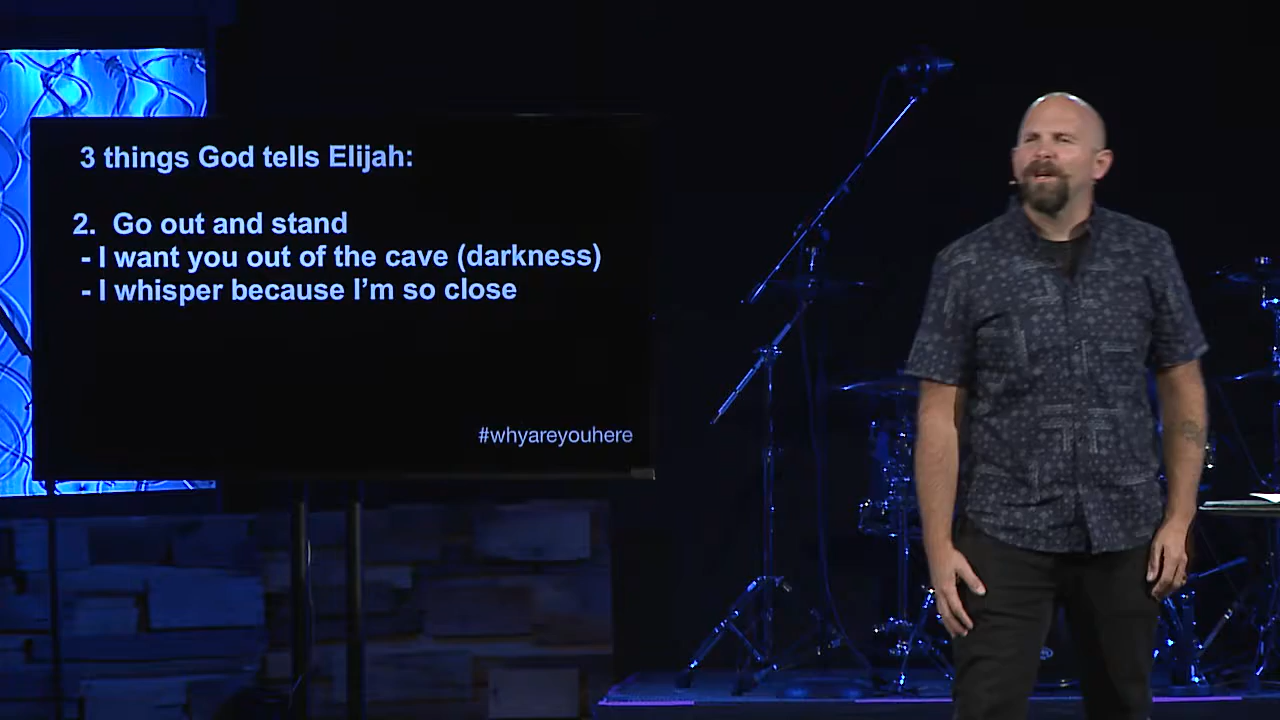 3 things God tells Elijah:
2. Go out and stand
- I want you out of the cave (darkness)
- I whisper because I’m so close
#whyareyouhere